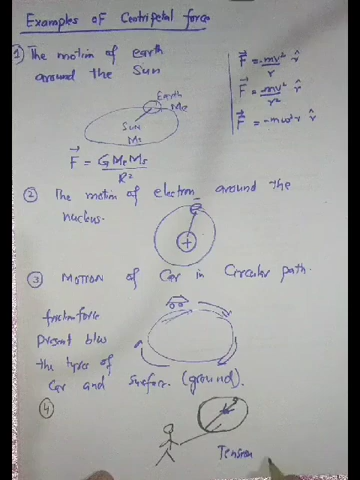 Examples of Centripetal force
① The motion of earth
around the Sun
F⃗ = -mv² r̂
r
F⃗ = -mv² r̂
r²
F⃗ = -mω²r r̂
Earth
Me
SUN
Ms
F⃗ = G Me Ms
R²
② The motion of electron around the
nucleus.
e⁻
+
③ Motion of Car in Circular path.
friction force
Present b/w
the tyres of
Car and Surface. (ground).
④
Tension